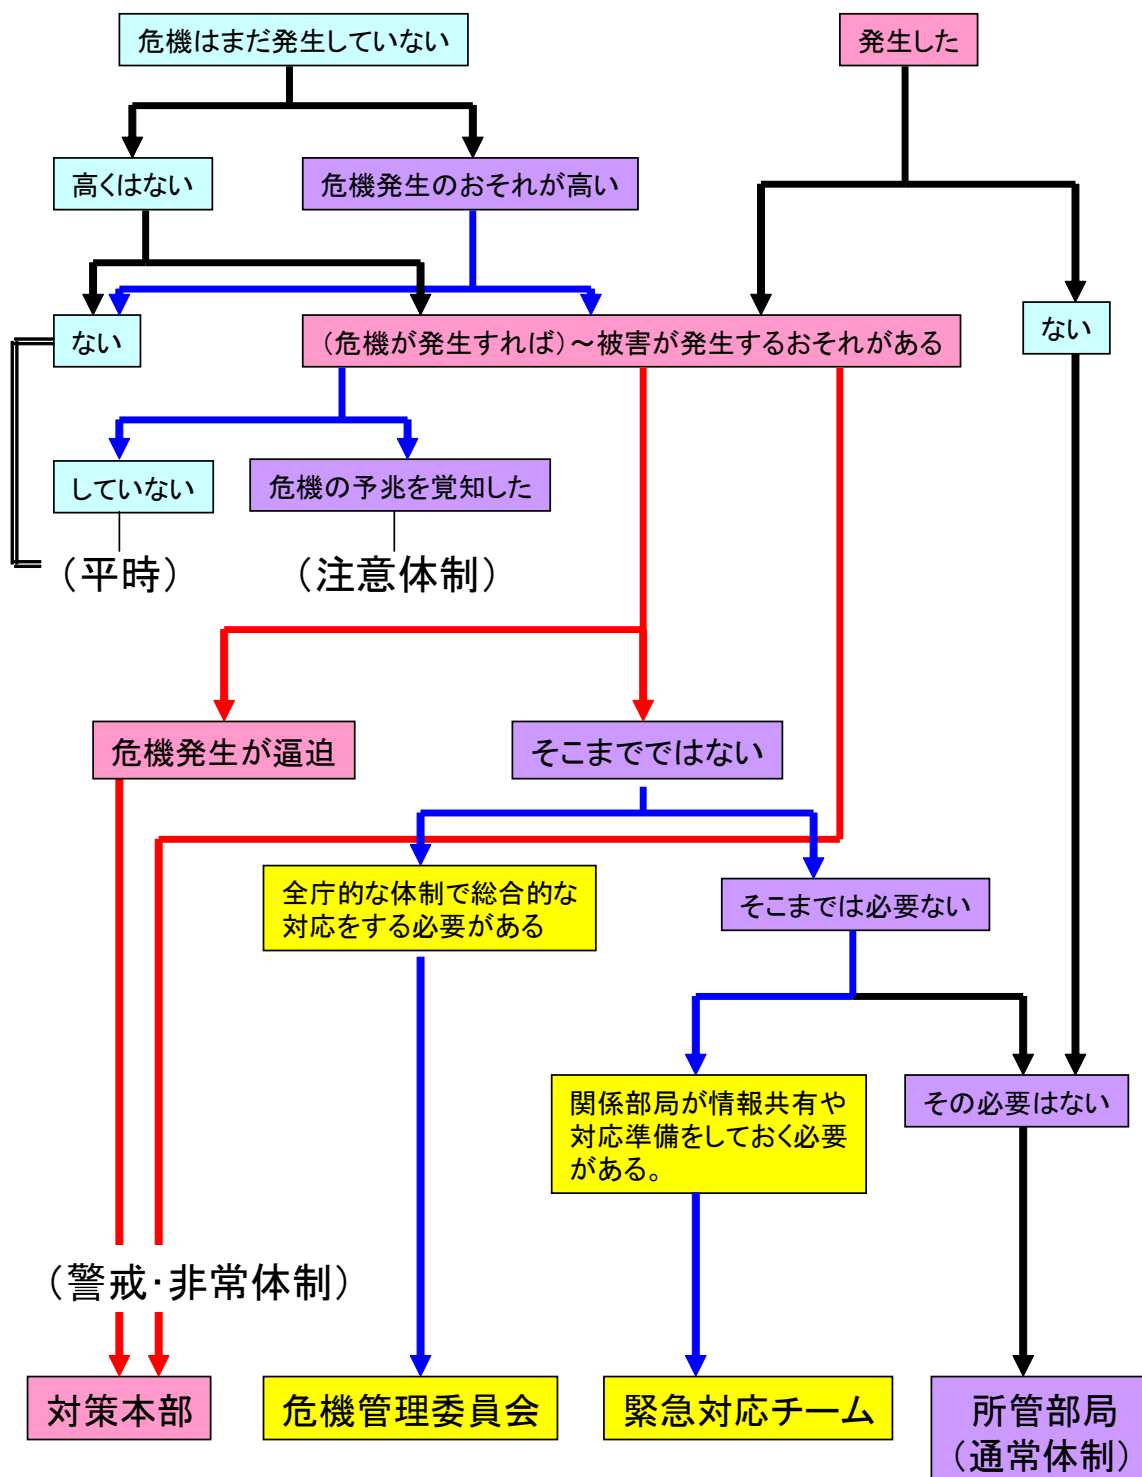 危機はまだ発生していない
発生した
高くはない
危機発生のおそれが高い
ない
（危機が発生すれば）～被害が発生するおそれがある
ない
していない
危機の予兆を覚知した
（平時）
（注意体制）
危機発生が逼迫
そこまでではない
全庁的な体制で総合的な
対応をする必要がある
そこまでは必要ない
関係部局が情報共有や
対応準備をしておく必要
がある。
その必要はない
（警戒・非常体制）
対策本部
危機管理委員会
緊急対応チーム
所管部局
（通常体制）